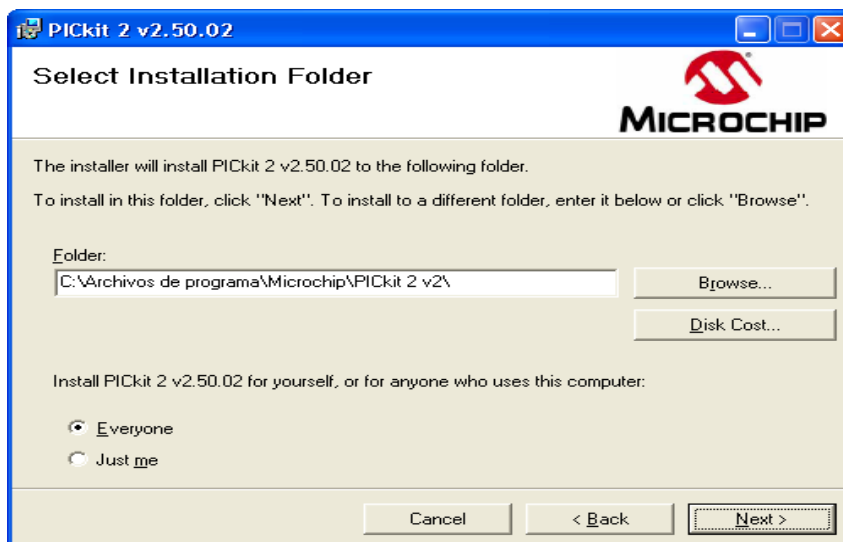 PICkit 2 v2.50.02
Select Installation Folder
MICROCHIP
The installer will install PICkit 2 v2.50.02 to the following folder.
To install in this folder, click "Next". To install to a different folder, enter it below or click "Browse".
Folder:
C:\Archivos de programa\Microchip\PICkit 2 v2\
Browse...
Disk Cost...
Install PICkit 2 v2.50.02 for yourself, or for anyone who uses this computer:
Everyone
Just me
Cancel
< Back
Next >